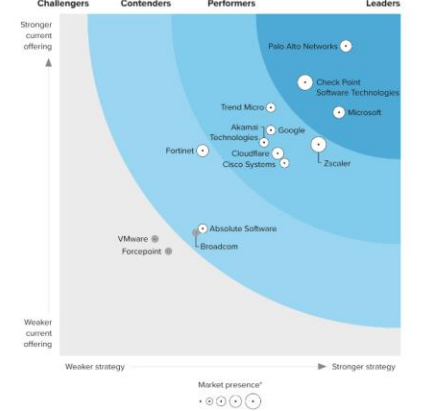 Challengers Contenders Performers Leaders
Stronger
current
offering
Palo Alto Networks
Check Point
Software Technologies
Microsoft
Trend Micro
Akamai
Technologies
Google
Fortinet
Cloudflare
Cisco Systems
Zscaler
Absolute Software
VMware
Broadcom
Forcepoint
Weaker
current
offering
Weaker strategy Stronger strategy
Market presence*